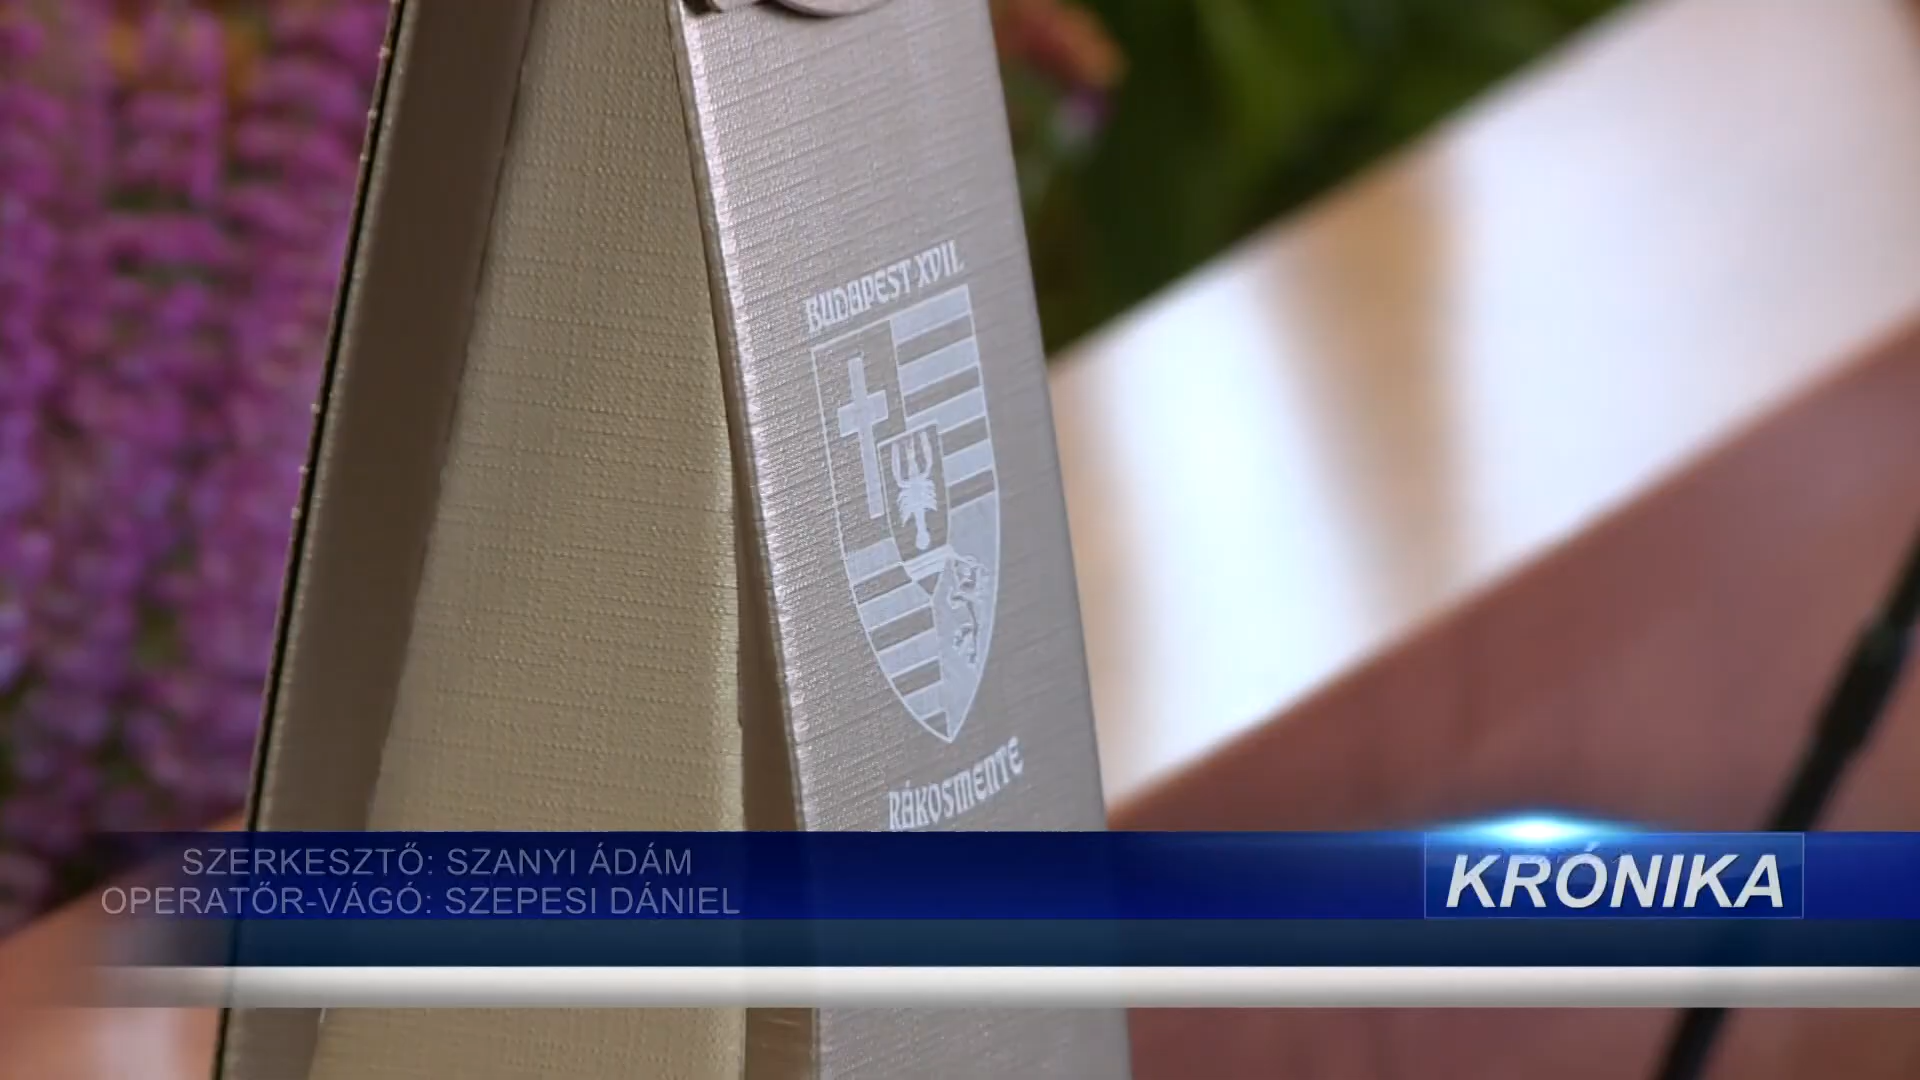 BUDAPEST XVII.
RÁKOSMENTE
SZERKESZTŐ: SZANYI ÁDÁM
OPERATŐR-VÁGÓ: SZEPESI DÁNIEL
KRÓNIKA